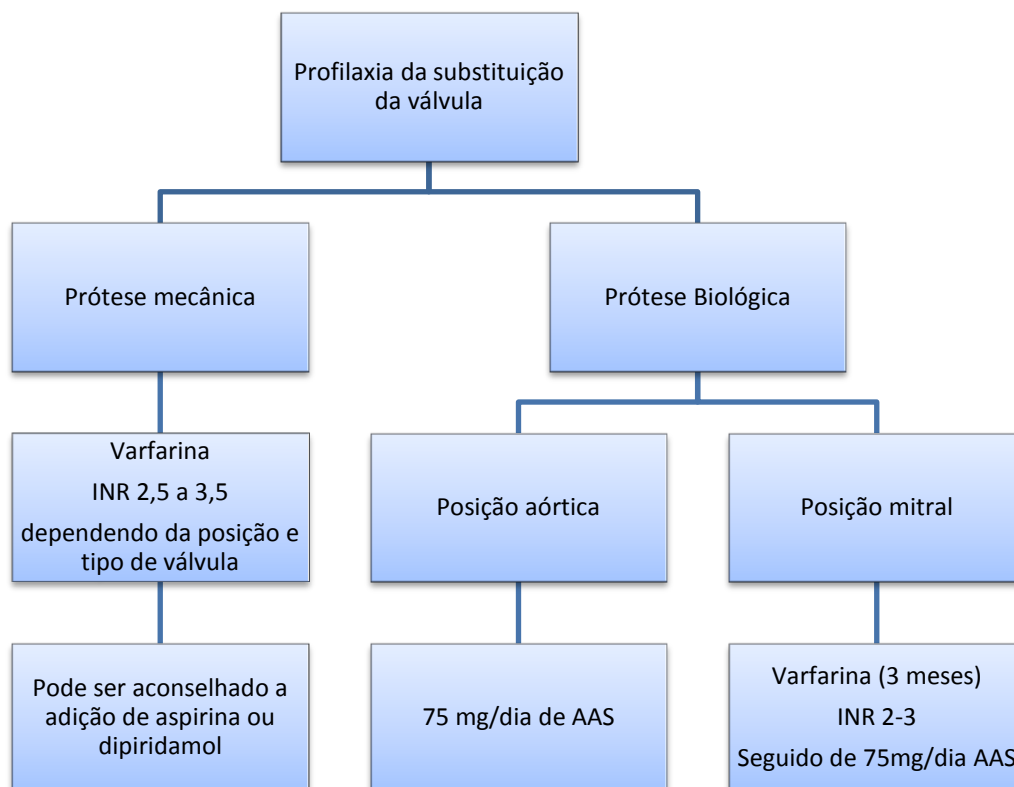 Profilaxia da substituição
da válvula
Prótese mecânica
Prótese Biológica
Varfarina
INR 2,5 a 3,5
dependendo da posição e
tipo de válvula
Posição aórtica
Posição mitral
Pode ser aconselhado a
adição de aspirina ou
dipiridamol
75 mg/dia de AAS
Varfarina (3 meses)
INR 2-3
Seguido de 75mg/dia AAS